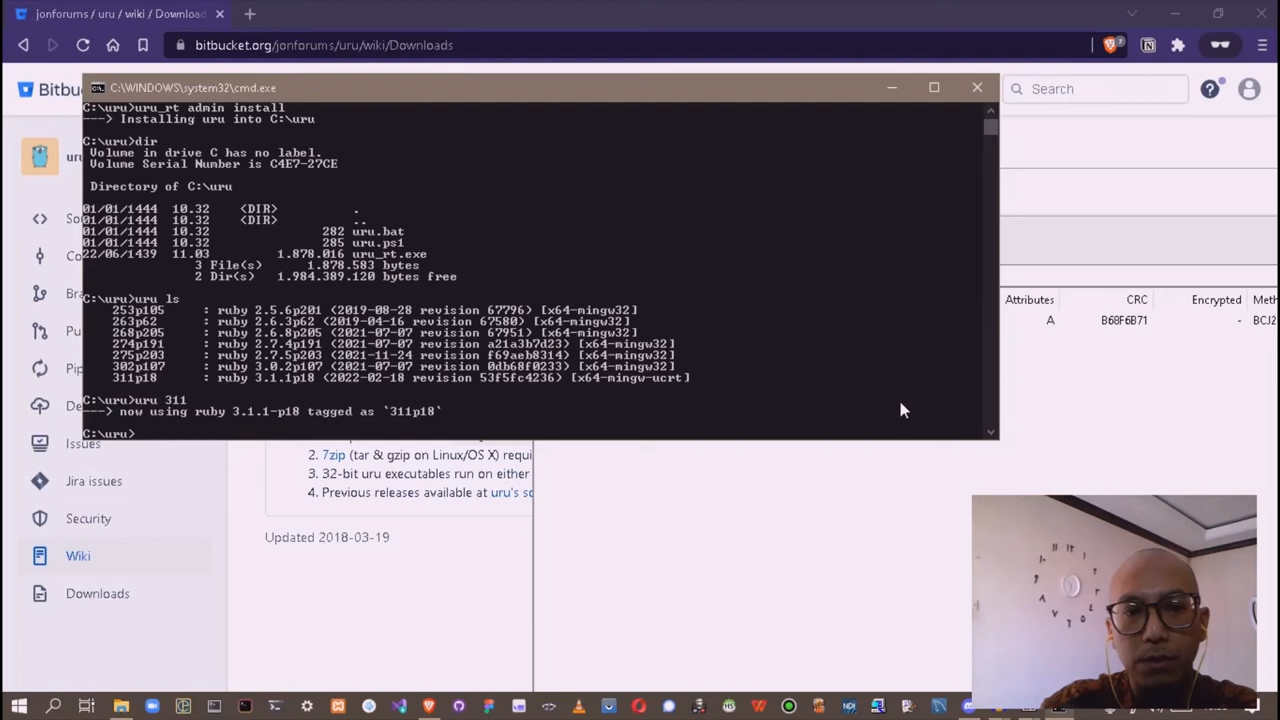 jonforums / uru / wiki / Download
bitbucket.org/jonforums/uru/wiki/Downloads
Bitb
C:\WINDOWS\system32\cmd.exe
Search
C:\uru>uru_rt admin install
---> Installing uru into C:\uru
C:\uru>dir
Volume in drive C has no label.
Volume Serial Number is C4E7-27CE
Directory of C:\uru
01/01/1444 10.32 <DIR> .
01/01/1444 10.32 <DIR> ..
01/01/1444 10.32 282 uru.bat
01/01/1444 10.32 285 uru.ps1
22/06/1439 11.03 1.878.016 uru_rt.exe
3 File(s) 1.878.583 bytes
2 Dir(s) 1.984.389.120 bytes free
C:\uru>uru ls
253p105 : ruby 2.5.6p201 (2019-08-28 revision 67796) [x64-mingw32]
263p62 : ruby 2.6.3p62 (2019-04-16 revision 67580) [x64-mingw32]
268p205 : ruby 2.6.8p205 (2021-07-07 revision 67951) [x64-mingw32]
274p191 : ruby 2.7.4p191 (2021-07-07 revision a21a3b7d23) [x64-mingw32]
275p203 : ruby 2.7.5p203 (2021-11-24 revision f69aeb8314) [x64-mingw32]
302p107 : ruby 3.0.2p107 (2021-07-07 revision 0db68f0233) [x64-mingw32]
311p18 : ruby 3.1.1p18 (2022-02-18 revision 53f5fc4236) [x64-mingw-ucrt]
C:\uru>uru 311
---> now using ruby 3.1.1-p18 tagged as `311p18`
C:\uru>
uru
So
Co
Bra
Pu
Pip
De
Issues
Jira issues
Security
Wiki
Downloads
2. 7zip (tar & gzip on Linux/OS X) requi
3. 32-bit uru executables run on either
4. Previous releases available at uru's sc
Updated 2018-03-19
Attributes CRC Encrypted Meth
A B68F6B71 - BCJ2